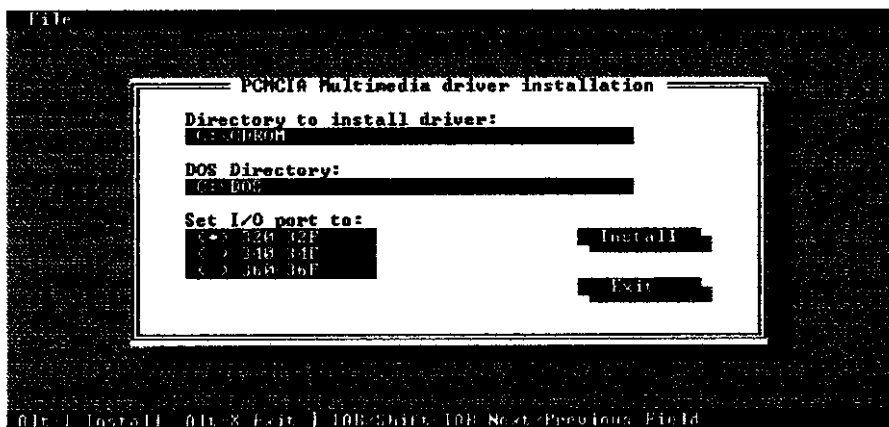 File
PCMCIA Multimedia driver installation
Directory to install driver:
C:\CDROM
DOS Directory:
C:\DOS
Set I/O port to:
(•) 320-32F
( ) 340-34F
( ) 360-36F
Install
Exit
Alt-I Install Alt-X Exit | TAB/Shift-TAB Next/Previous Field